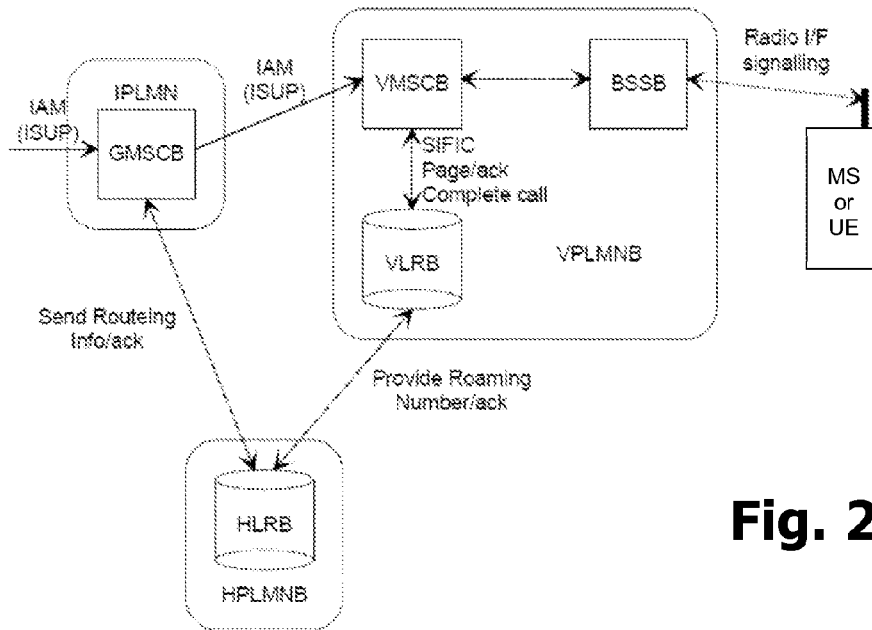 IPLMN
IAM
(ISUP)
GMSCB
IAM
(ISUP)
VMSCB
BSSB
Radio I/F
signalling
SIFIC
Page/ack
Complete call
VLRB
VPLMNB
MS
or
UE
Send Routeing
Info/ack
Provide Roaming
Number/ack
HLRB
HPLMNB
Fig. 2